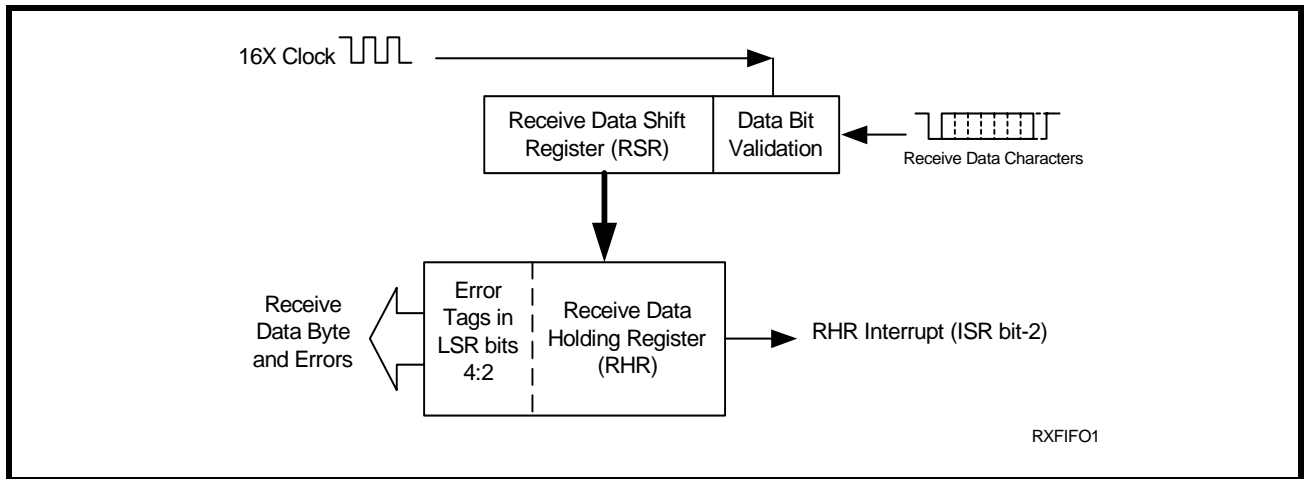 16X Clock
Receive Data Shift
Register (RSR)
Data Bit
Validation
Receive Data Characters
Receive
Data Byte
and Errors
Error
Tags in
LSR bits
4:2
Receive Data
Holding Register
(RHR)
RHR Interrupt (ISR bit-2)
RXFIFO1